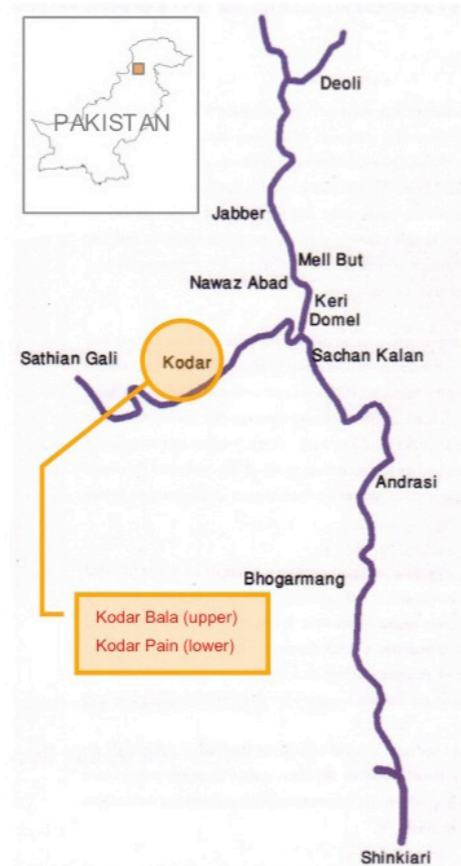 PAKISTAN
Deoli
Jabber
Mell But
Nawaz Abad
Keri
Domel
Sathian Gali
Kodar
Sachan Kalan
Andrasi
Bhogarmang
Kodar Bala (upper)
Kodar Pain (lower)
Shinkiari